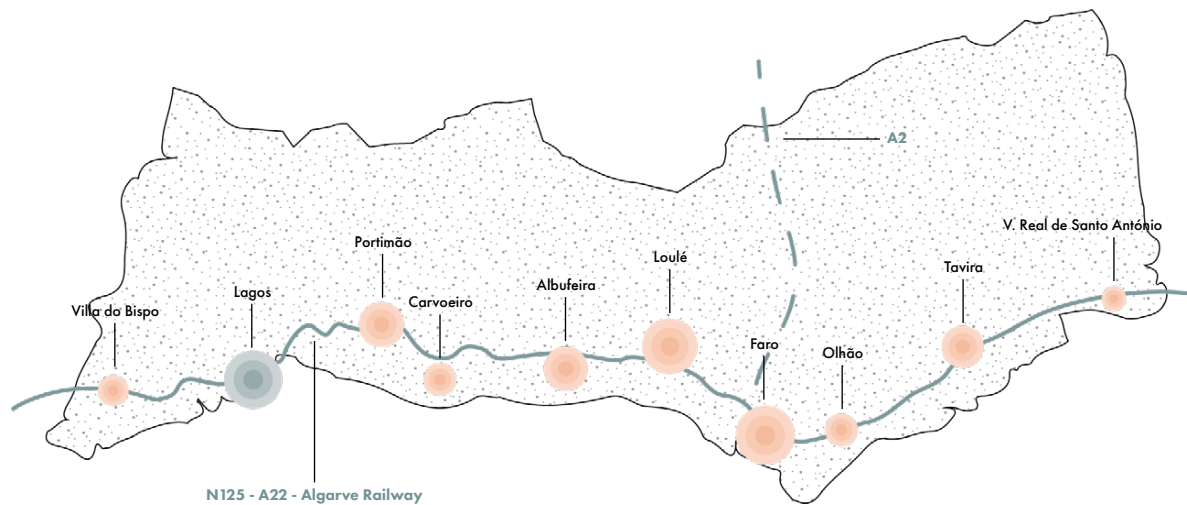 A2
V. Real de Santo António
Portimão
Loulé
Tavira
Albufeira
Lagos
Carvoeiro
Villa do Bispo
Faro
Olhão
N125 - A22 - Algarve Railway